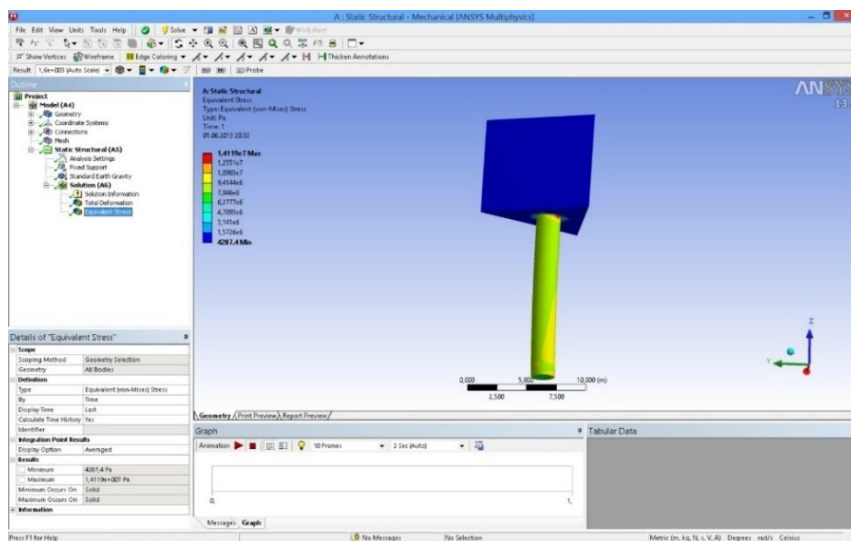 A : Static Structural - Mechanical [ANSYS Multiphysics]
File Edit View Units Tools Help Solve Worksheet
Show Vertices Wireframe Edge Coloring Thicken Annotations
Result 1,6e+003 (Auto Scale) Probe
Outline
Project
Model (A4)
Geometry
Coordinate Systems
Connections
Mesh
Static Structural (A5)
Analysis Settings
Fixed Support
Standard Earth Gravity
Solution (A6)
Solution Information
Total Deformation
Equivalent Stress
A: Static Structural
Equivalent Stress
Type: Equivalent (von-Mises) Stress
Unit: Pa
Time: 1
01.06.2013 20:52
1,4119e7 Max
1,2551e7
1,0983e7
9,4144e6
7,846e6
6,2777e6
4,7093e6
3,141e6
1,5726e6
4287,4 Min
ANSYS
0,000 5,000 10,000 (m)
2,500 7,500
Z
Y
Geometry Print Preview Report Preview
Details of "Equivalent Stress"
Scope
Scoping Method Geometry Selection
Geometry All Bodies
Definition
Type Equivalent (von-Mises) Stress
By Time
Display Time Last
Calculate Time History Yes
Identifier
Integration Point Results
Display Option Averaged
Results
Minimum 4287,4 Pa
Maximum 1,4119e+007 Pa
Minimum Occurs On Solid
Maximum Occurs On Solid
Information
Graph
Animation 10 Frames 2 Sec (Auto)
0, 1,
Messages Graph
Tabular Data
Press F1 for Help No Messages No Selection Metric (m, kg, N, s, V, A) Degrees rad/s Celsius